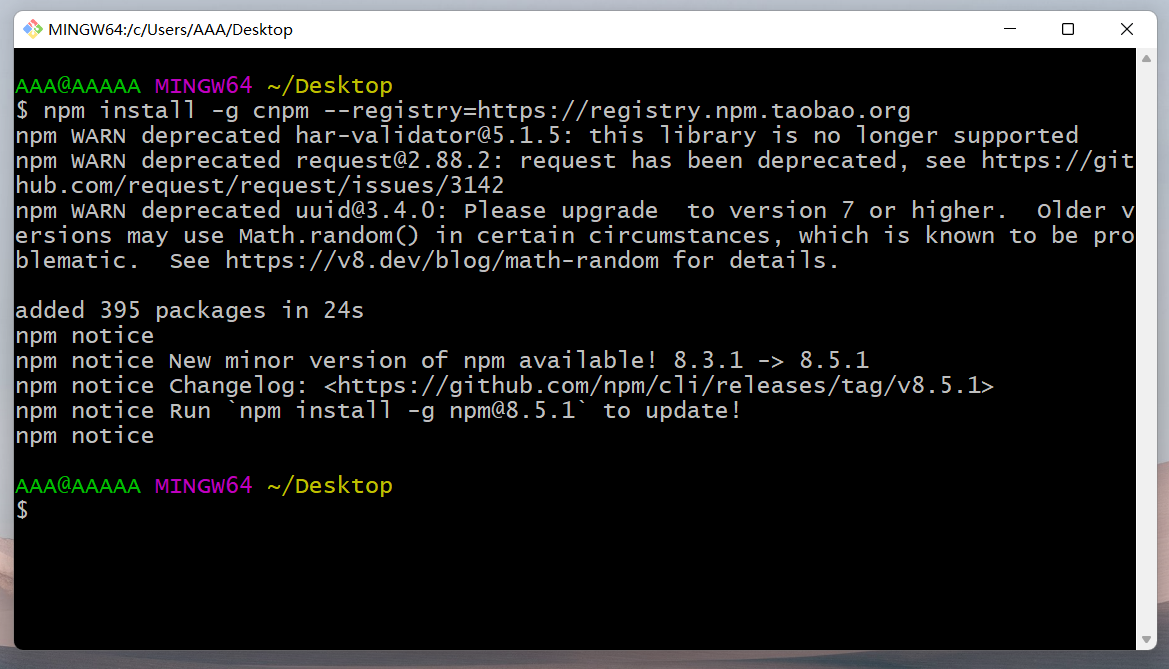 MINGW64:/c/Users/AAA/Desktop
AAA@AAAAA MINGW64 ~/Desktop
$ npm install -g cnpm --registry=https://registry.npm.taobao.org
npm WARN deprecated har-validator@5.1.5: this library is no longer supported
npm WARN deprecated request@2.88.2: request has been deprecated, see https://git
hub.com/request/request/issues/3142
npm WARN deprecated uuid@3.4.0: Please upgrade  to version 7 or higher.  Older v
ersions may use Math.random() in certain circumstances, which is known to be pro
blematic.  See https://v8.dev/blog/math-random for details.
added 395 packages in 24s
npm notice
npm notice New minor version of npm available! 8.3.1 -> 8.5.1
npm notice Changelog: <https://github.com/npm/cli/releases/tag/v8.5.1>
npm notice Run `npm install -g npm@8.5.1` to update!
npm notice
AAA@AAAAA MINGW64 ~/Desktop
$